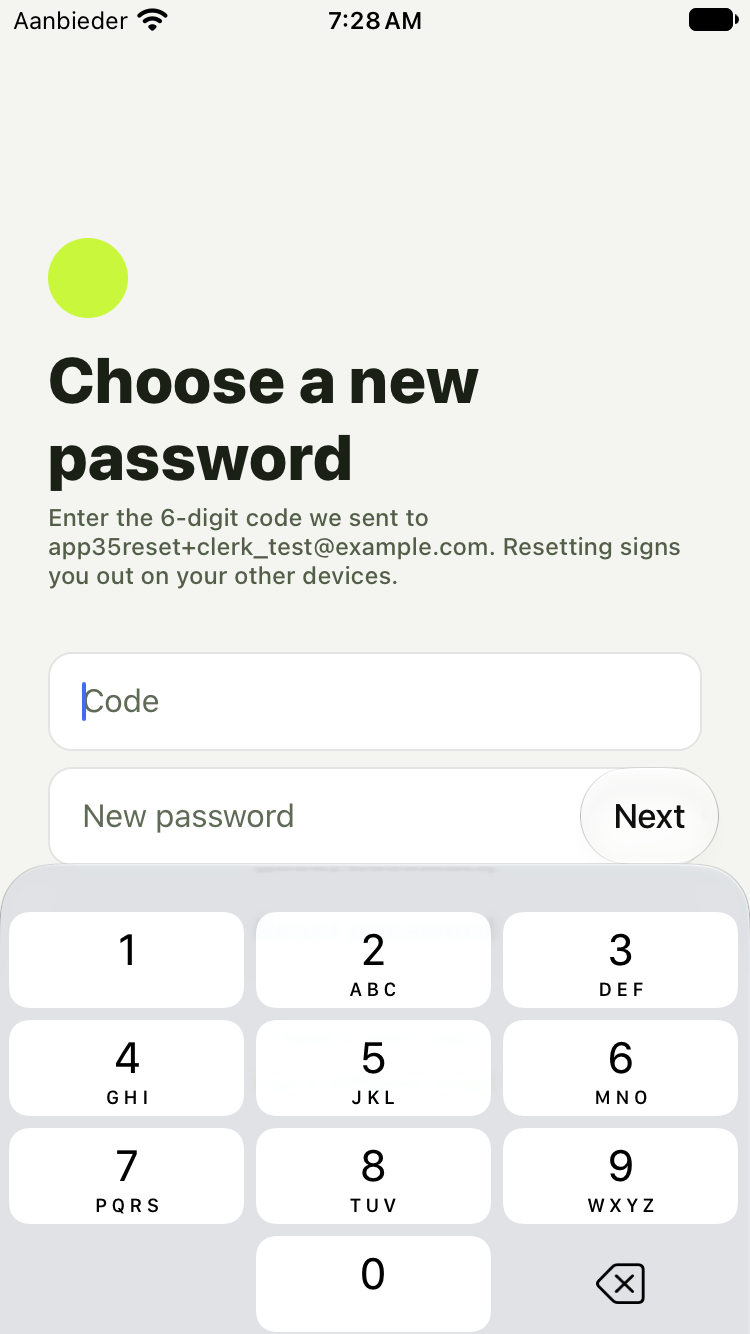 Aanbieder 7:28 AM
Choose a new
password
Enter the 6-digit code we sent to
app35reset+clerk_test@example.com. Resetting signs
you out on your other devices.
Code
New password
Next
1
2
ABC
3
DEF
4
GHI
5
JKL
6
MNO
7
PQRS
8
TUV
9
WXYZ
0